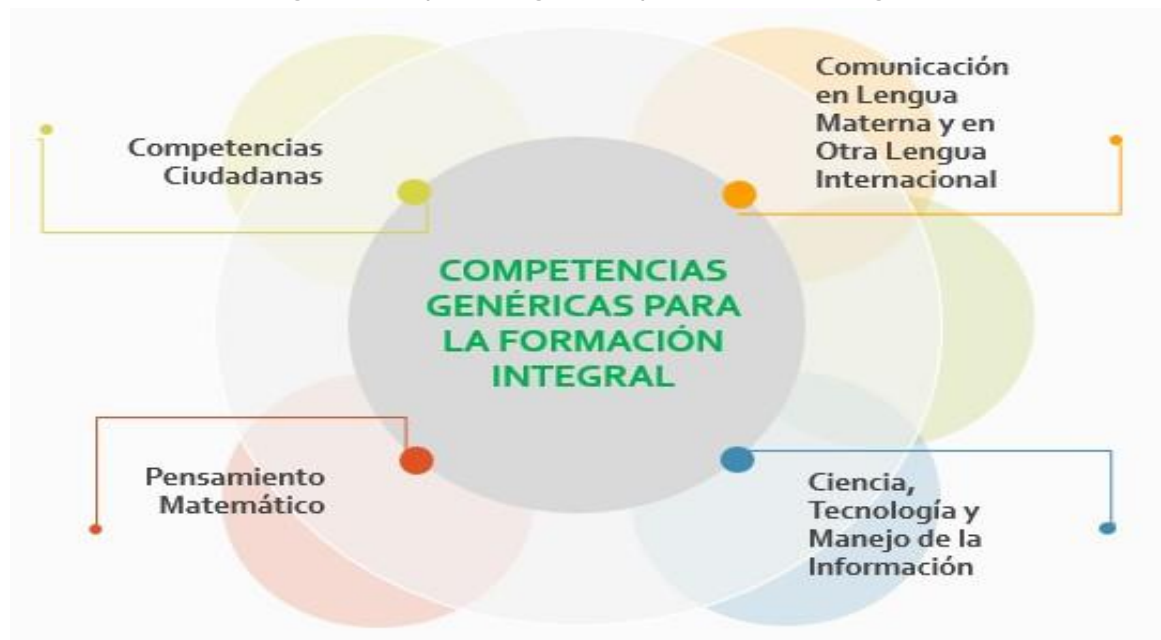 Competencias
Ciudadanas
Comunicación
en Lengua
Materna y en
Otra Lengua
Internacional
COMPETENCIAS
GENÉRICAS PARA
LA FORMACIÓN
INTEGRAL
Pensamiento
Matemático
Ciencia,
Tecnología y
Manejo de la
Información